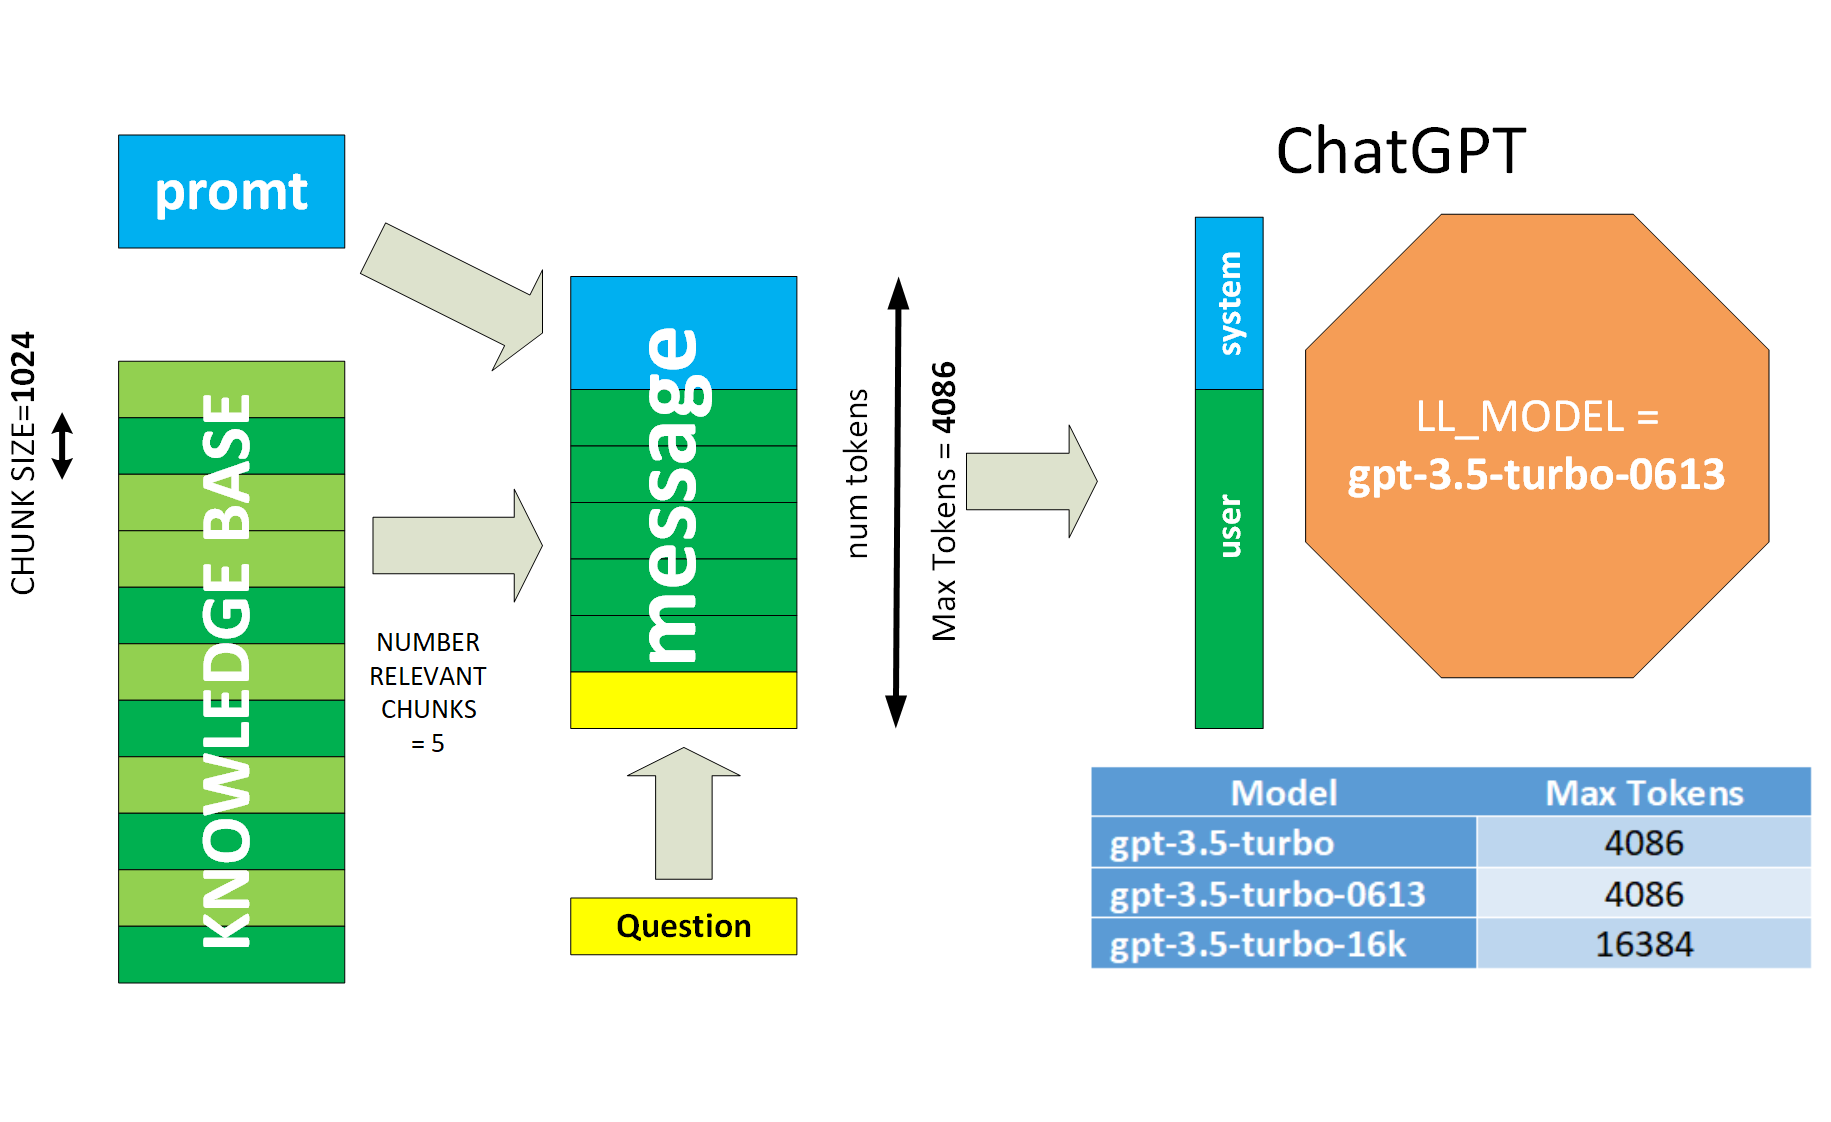 promt
CHUNK SIZE=1024
KNOWLEDGE BASE
NUMBER
RELEVANT
CHUNKS
= 5
message
Question
num tokens
Max Tokens = 4086
ChatGPT
system
user
LL_MODEL =
gpt-3.5-turbo-0613
Model Max Tokens
gpt-3.5-turbo 4086
gpt-3.5-turbo-0613 4086
gpt-3.5-turbo-16k 16384